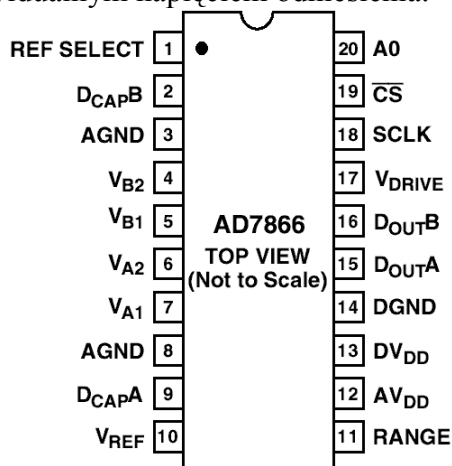 napięciem odniesienia.
REF SELECT 1 20 A0
DCAPB 2 19 C̅S̅
AGND 3 18 SCLK
VB2 4 17 VDRIVE
VB1 5 16 DOUTB
AD7866
VA2 6 15 DOUTA
TOP VIEW
(Not to Scale)
VA1 7 14 DGND
AGND 8 13 DVDD
DCAPA 9 12 AVDD
VREF 10 11 RANGE